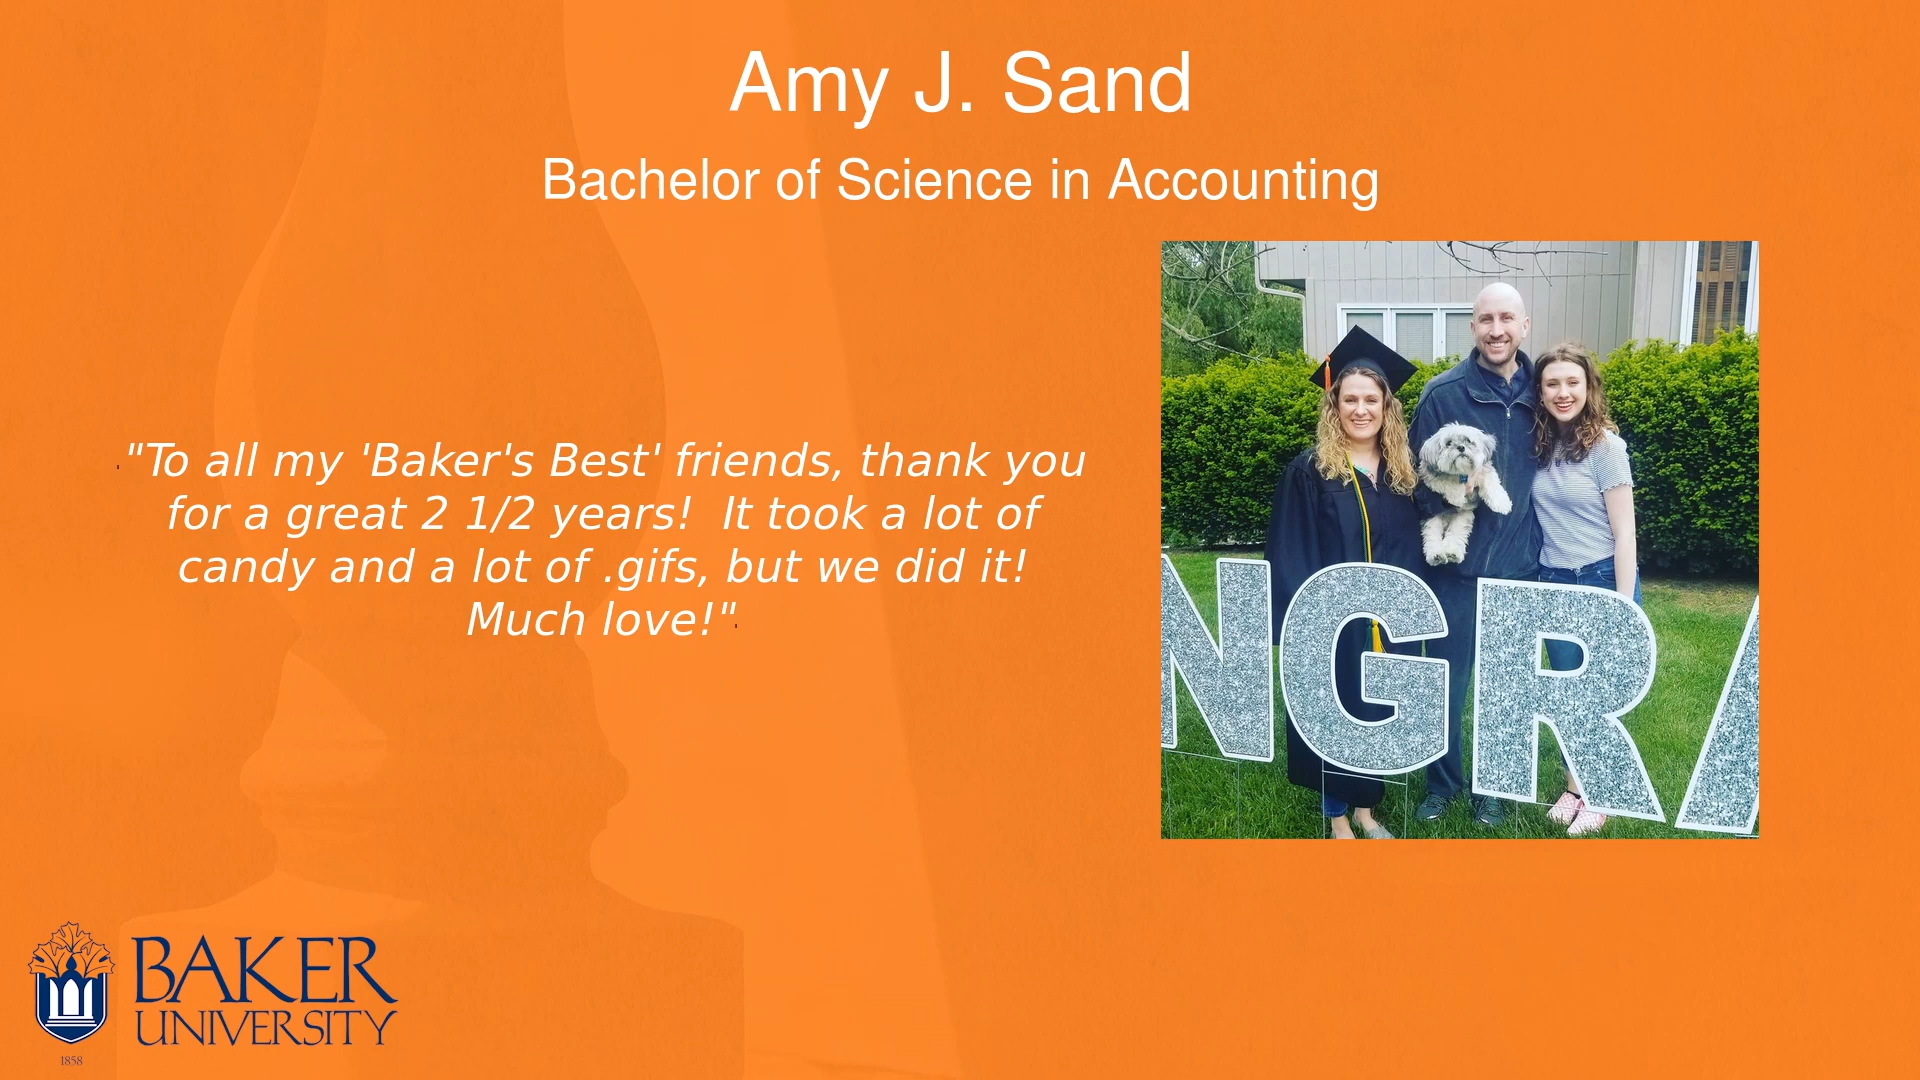 Amy J. Sand
Bachelor of Science in Accounting
"To all my 'Baker's Best' friends, thank you
for a great 2 1/2 years!  It took a lot of
candy and a lot of .gifs, but we did it!
Much love!"
NGRA
BAKER
UNIVERSITY
1858